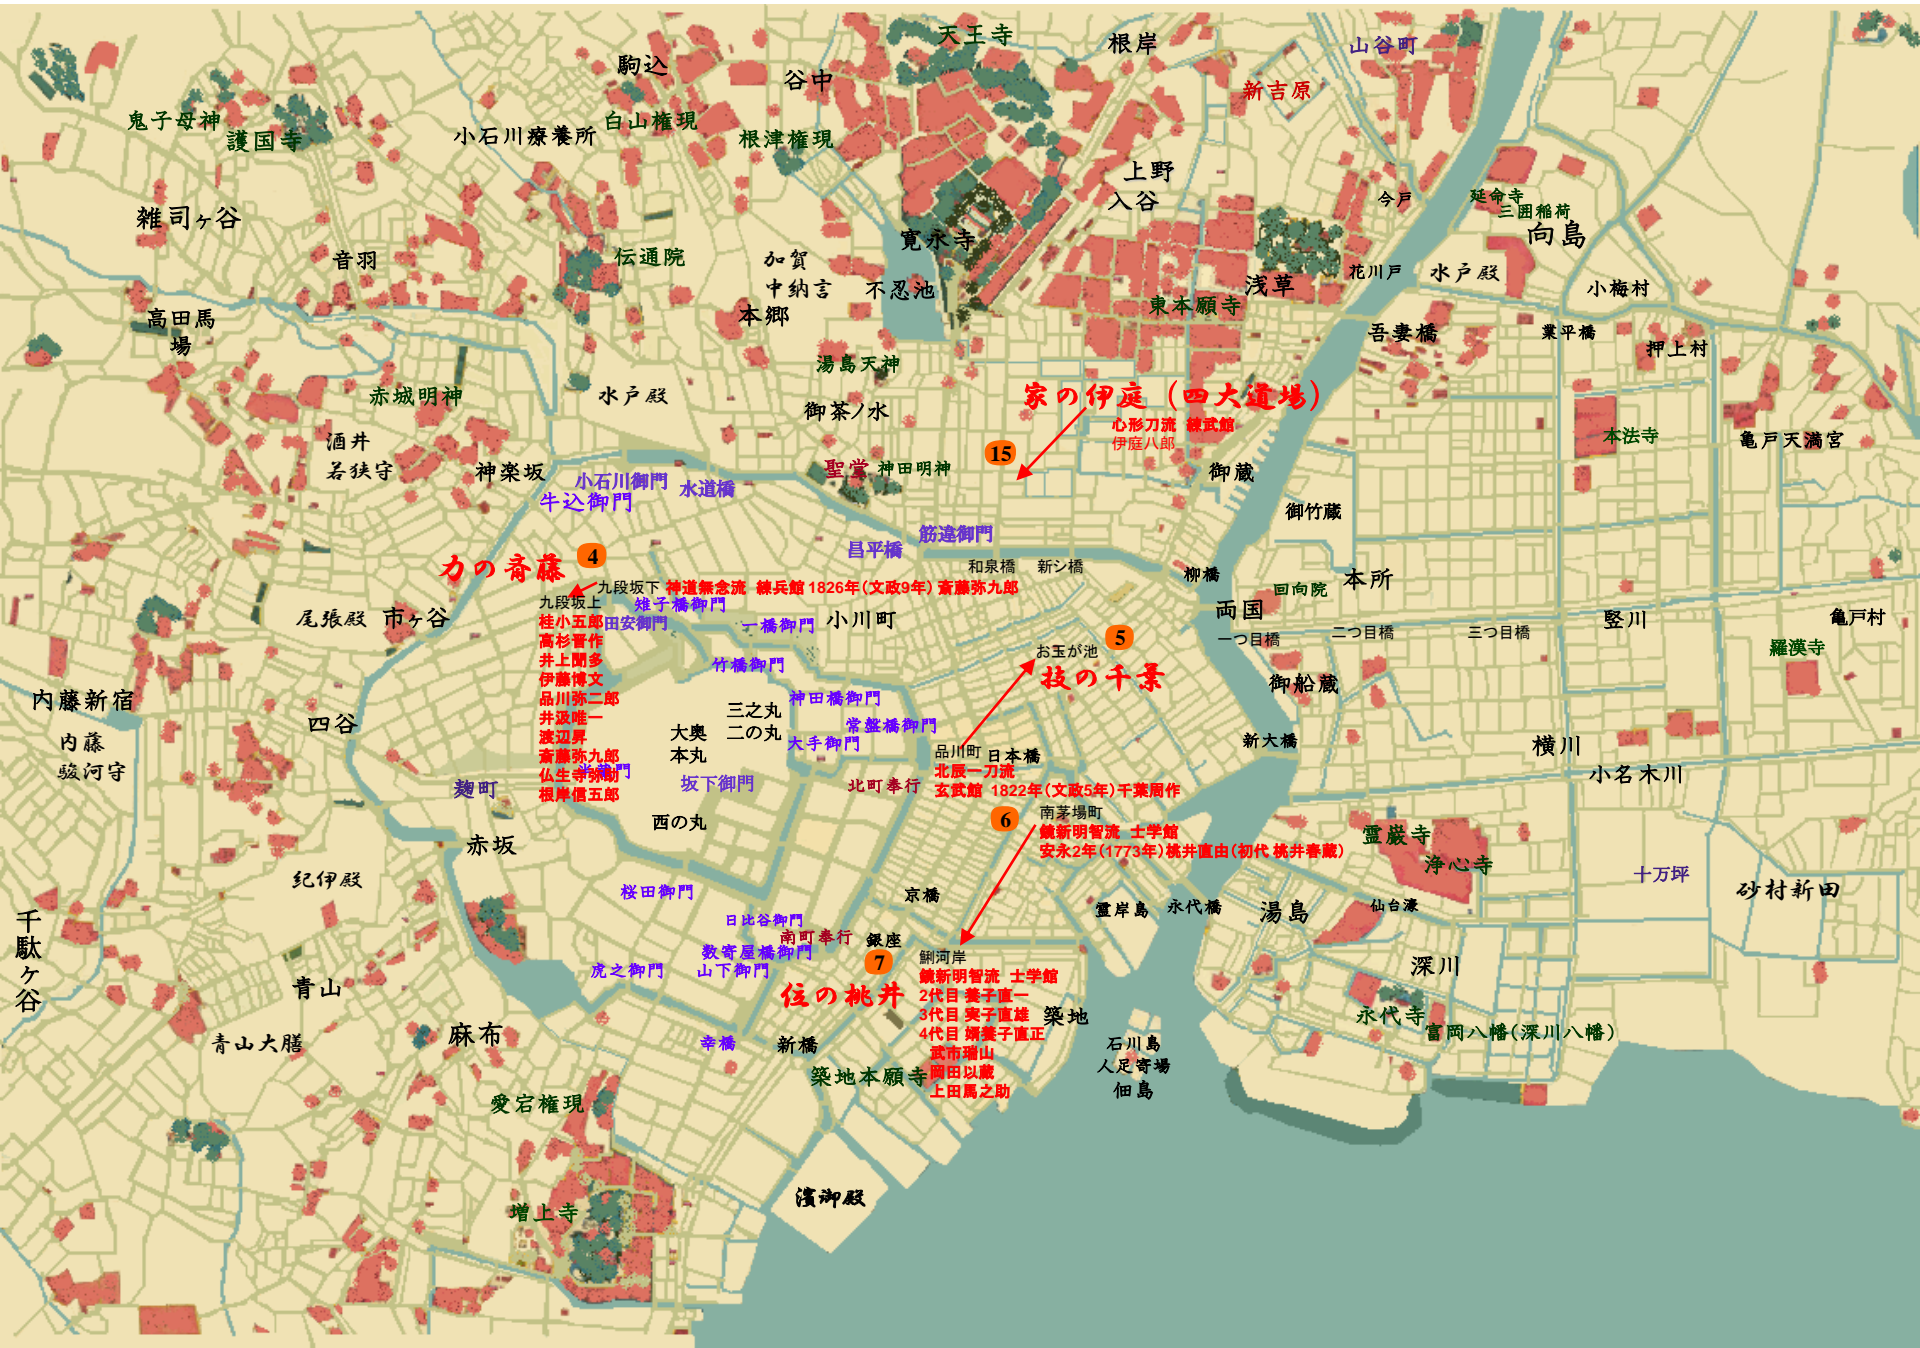 天王寺
根岸
山谷町
駒込
谷中
新吉原
鬼子母神
護国寺
小石川療養所
白山権現
根津権現
上野
入谷
今戸
延命寺
三囲稲荷
向島
雑司ヶ谷
音羽
伝通院
加賀
中納言
本郷
寛永寺
不忍池
浅草
花川戸
水戸殿
小梅村
東本願寺
高田馬
場
吾妻橋
業平橋
押上村
湯島天神
赤城明神
水戸殿
御茶ノ水
家の伊庭（四大道場）
心形刀流 練武館
伊庭八郎
本法寺
亀戸天満宮
酒井
若狭守
神楽坂
小石川御門
牛込御門
水道橋
聖堂
神田明神
15
御蔵
御竹蔵
昌平橋
筋違御門
和泉橋
新シ橋
柳橋
力の斉藤
4
九段坂下 神道無念流 練兵館 1826年（文政9年） 斎藤弥九郎
九段坂上
桂小五郎
高杉晋作
井上聞多
伊藤博文
品川弥二郎
井汲唯一
渡辺昇
斎藤弥九郎
仏生寺弥助
根岸信五郎
雉子橋御門
田安御門
一橋御門
小川町
竹橋御門
尾張殿
市ヶ谷
回向院
本所
両国
一つ目橋
二つ目橋
三つ目橋
竪川
亀戸村
羅漢寺
5
お玉が池
技の千葉
御船蔵
内藤新宿
内藤
駿河守
四谷
三之丸
二の丸
大奥
本丸
神田橋御門
常盤橋御門
大手御門
新大橋
横川
小名木川
品川町
日本橋
北辰一刀流
玄武館 1822年（文政5年）千葉周作
麹町
坂下御門
北町奉行
西の丸
6
南茅場町
鏡新明智流 士学館
安永2年（1773年）桃井直由（初代 桃井春蔵）
赤坂
霊巌寺
浄心寺
十万坪
砂村新田
紀伊殿
桜田御門
京橋
霊岸島
永代橋
湯島
仙台濠
千駄ヶ谷
日比谷御門
南町奉行
銀座
数寄屋橋御門
7
虎之御門
山下御門
位の桃井
鯏河岸
鏡新明智流 士学館
2代目 養子直一
3代目 実子直雄
4代目 婿養子直正
武市瑞山
岡田以蔵
上田馬之助
築地
深川
青山
永代寺
富岡八幡（深川八幡）
青山大膳
麻布
幸橋
新橋
石川島
人足寄場
佃島
築地本願寺
愛宕権現
濱御殿
増上寺